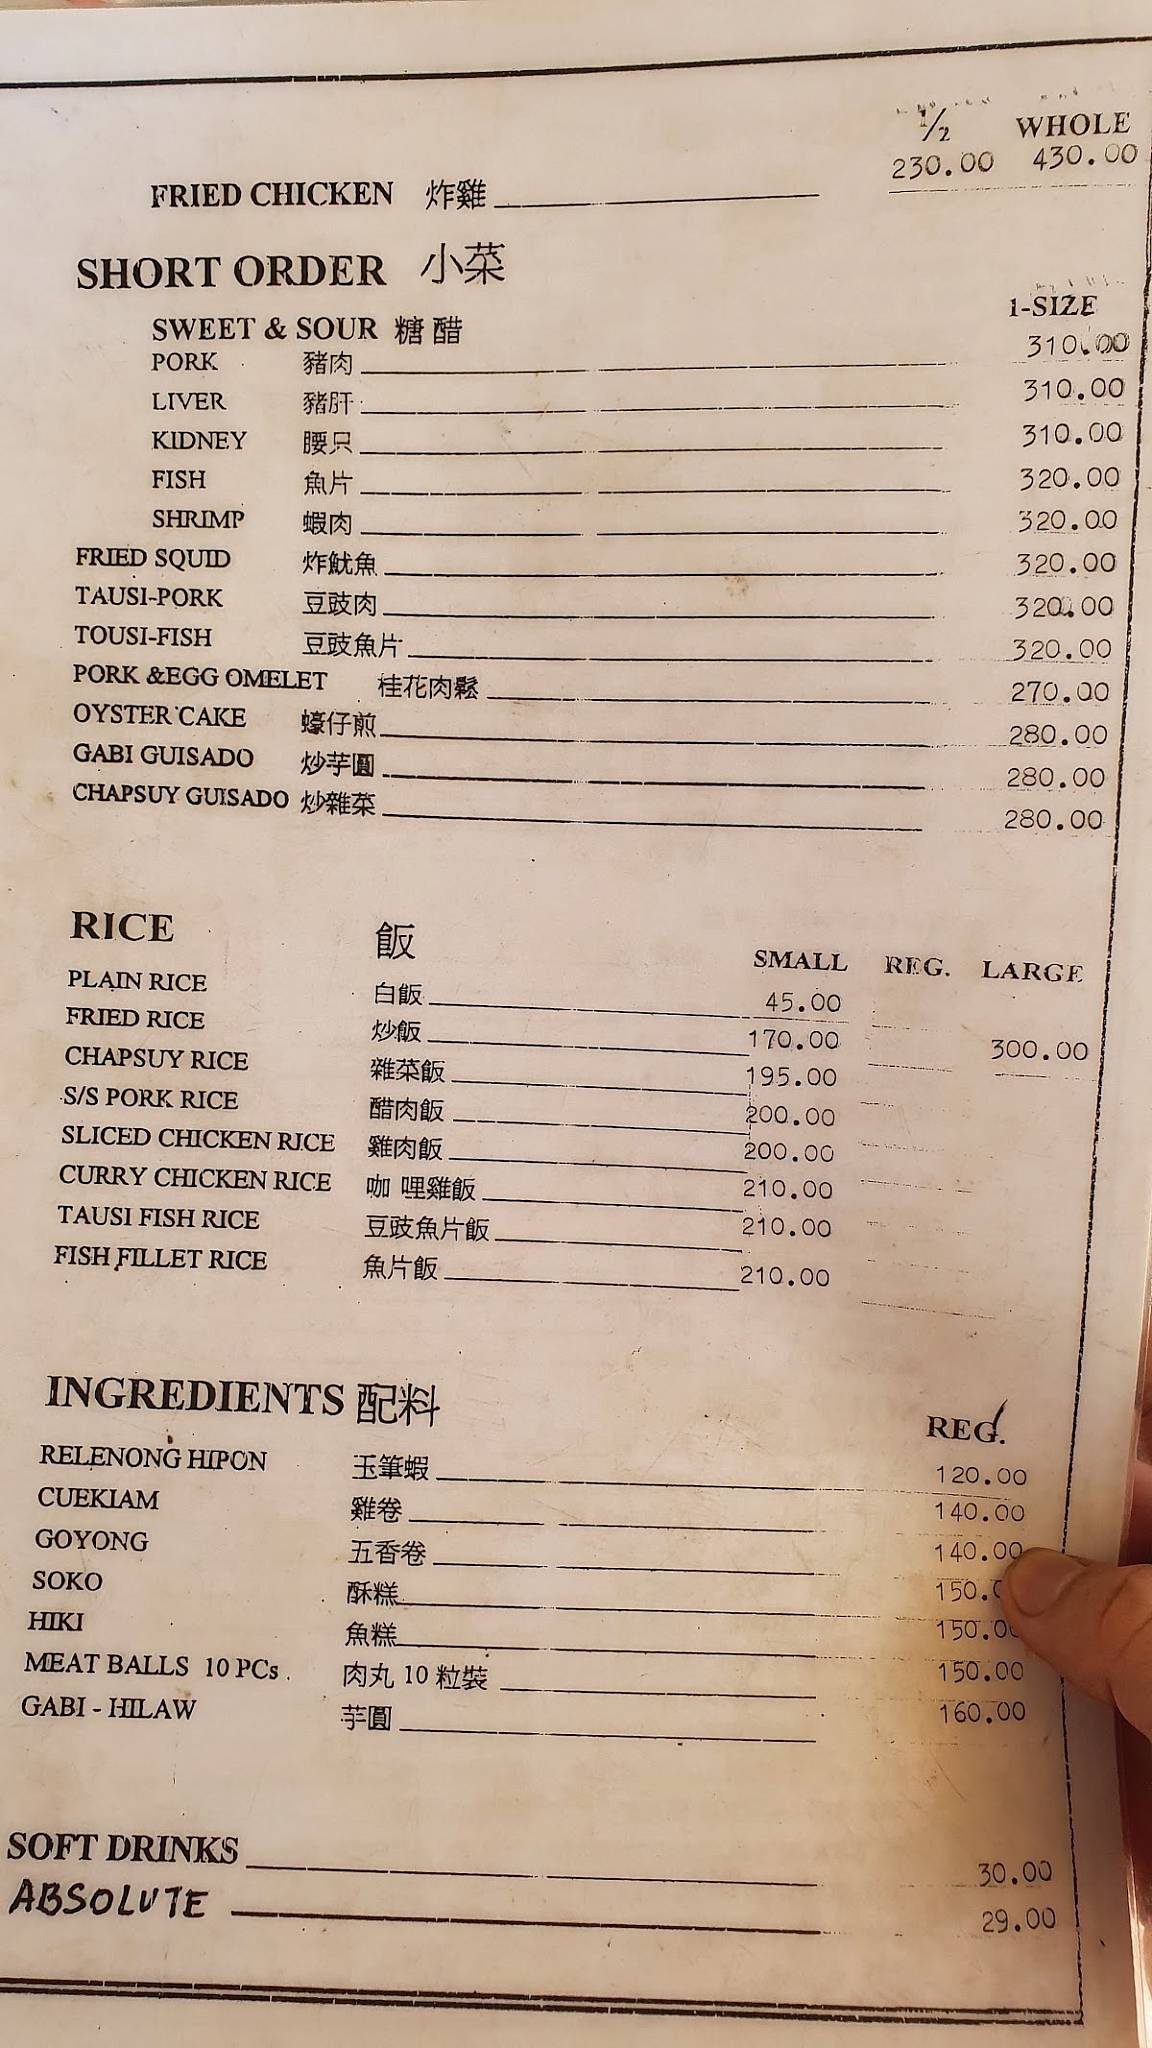 ½ WHOLE
FRIED CHICKEN 炸雞 230.00 430.00
SHORT ORDER 小菜
1-SIZE
SWEET & SOUR 糖醋
PORK 豬肉 310.00
LIVER 豬肝 310.00
KIDNEY 腰只 310.00
FISH 魚片 320.00
SHRIMP 蝦肉 320.00
FRIED SQUID 炸魷魚 320.00
TAUSI-PORK 豆豉肉 320.00
TOUSI-FISH 豆豉魚片 320.00
PORK &EGG OMELET 桂花肉鬆 270.00
OYSTER CAKE 蠔仔煎 280.00
GABI GUISADO 炒芋圓 280.00
CHAPSUY GUISADO 炒雜菜 280.00
RICE 飯 SMALL REG. LARGE
PLAIN RICE 白飯 45.00
FRIED RICE 炒飯 170.00 300.00
CHAPSUY RICE 雜菜飯 195.00
S/S PORK RICE 醋肉飯 200.00
SLICED CHICKEN RICE 雞肉飯 200.00
CURRY CHICKEN RICE 咖哩雞飯 210.00
TAUSI FISH RICE 豆豉魚片飯 210.00
FISH FILLET RICE 魚片飯 210.00
INGREDIENTS 配料 REG.
RELENONG HIPON 玉筆蝦 120.00
CUEKIAM 雞卷 140.00
GOYONG 五香卷 140.00
SOKO 酥糕 150.0
HIKI 魚糕 150.00
MEAT BALLS 10 PCs. 肉丸 10 粒裝 150.00
GABI - HILAW 芋圓 160.00
SOFT DRINKS 30.00
ABSOLUTE 29.00